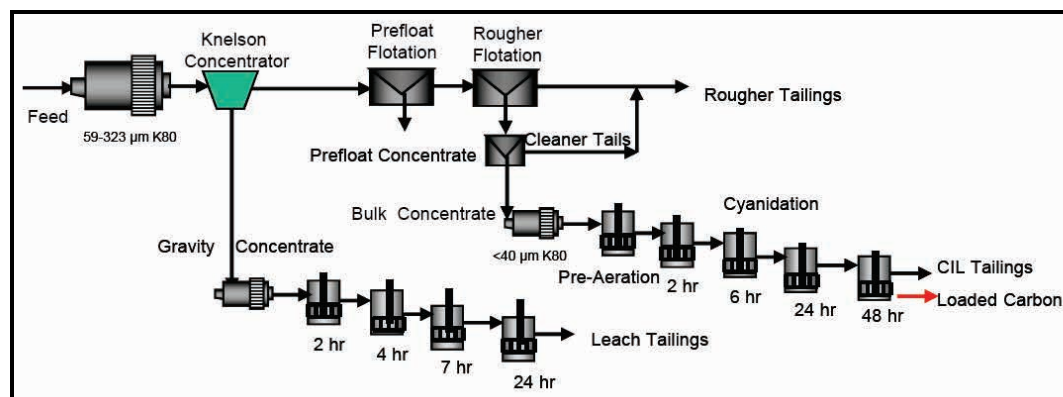 Knelson
Concentrator
Prefloat
Flotation
Rougher
Flotation
Feed
59-323 µm K80
Rougher Tailings
Prefloat Concentrate
Cleaner Tails
Bulk Concentrate
Cyanidation
Gravity Concentrate
<40 µm K80
Pre-Aeration
2 hr
6 hr
24 hr
48 hr
CIL Tailings
Loaded Carbon
2 hr
4 hr
7 hr
24 hr
Leach Tailings